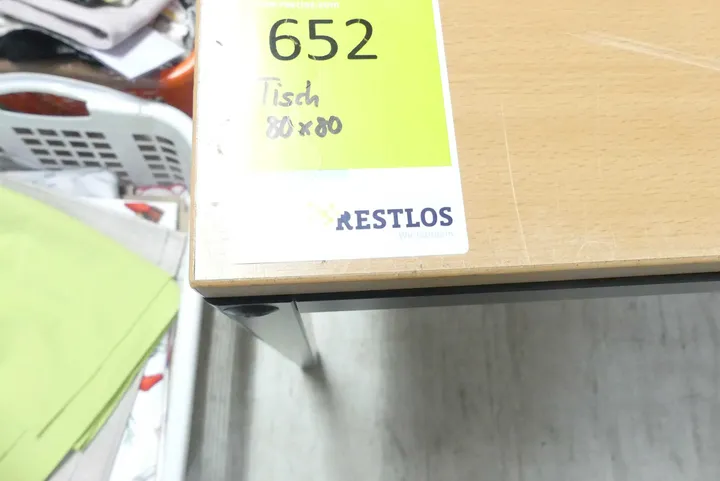 652
Tisch
80x80
RESTLOS